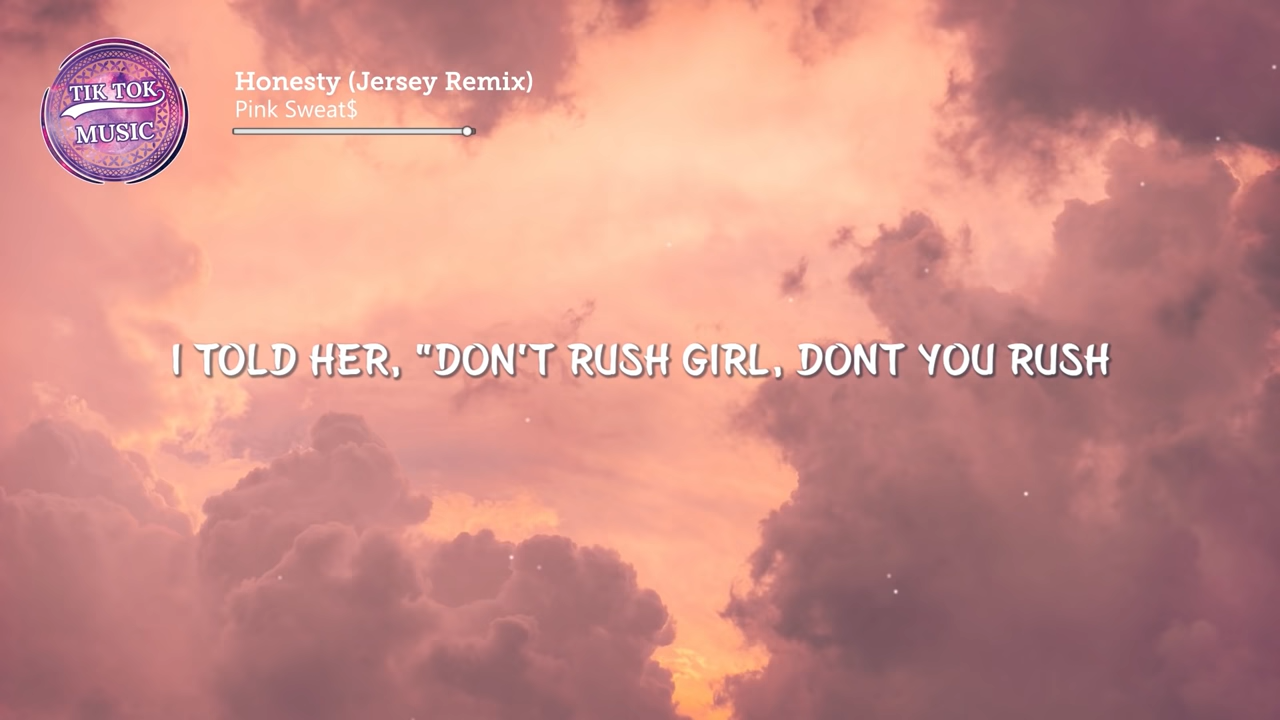 TIK TOK
MUSIC
Honesty (Jersey Remix)
Pink Sweat$
I TOLD HER, "DON'T RUSH GIRL, DONT YOU RUSH